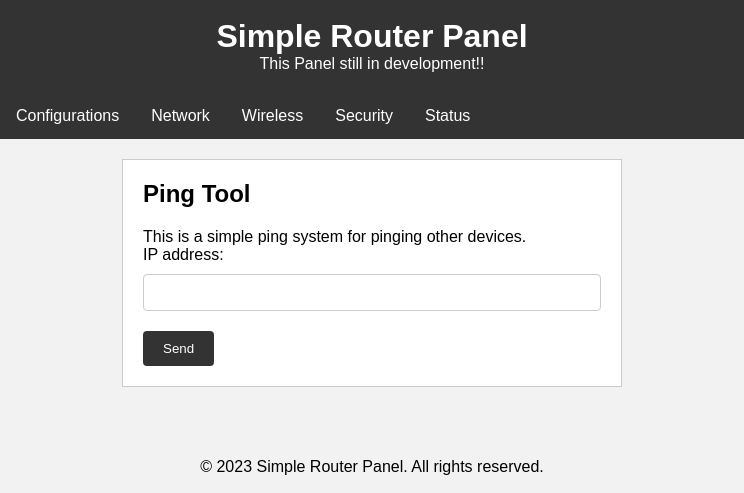 Simple Router Panel
This Panel still in development!!
Configurations Network Wireless Security Status
Ping Tool
This is a simple ping system for pinging other devices.
IP address:
Send
© 2023 Simple Router Panel. All rights reserved.